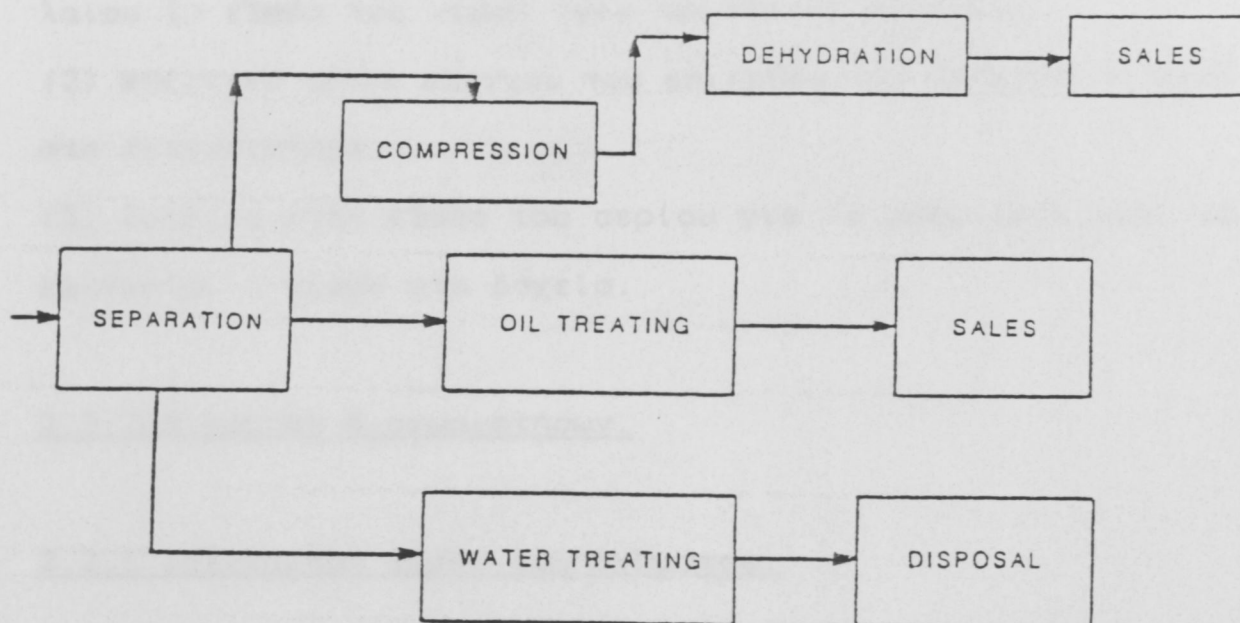 DEHYDRATION
SALES
COMPRESSION
SEPARATION
OIL TREATING
SALES
WATER TREATING
DISPOSAL